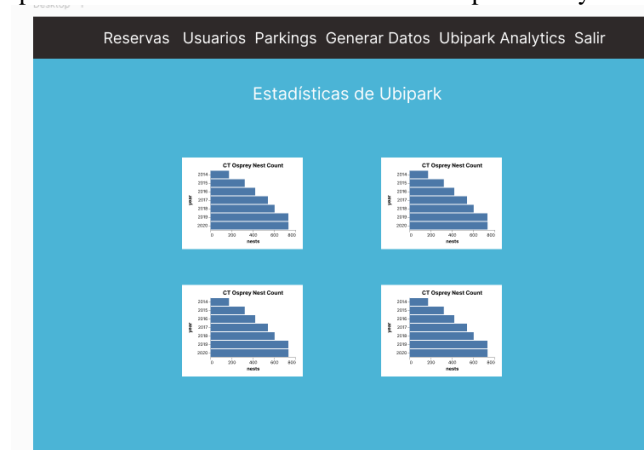 Reservas Usuarios Parkings Generar Datos Ubipark Analytics Salir
Estadísticas de Ubipark
CT Osprey Nest Count
2014
2015
2016
2017
2018
2019
2020
year
0 200 400 600 800
nests
CT Osprey Nest Count
2014
2015
2016
2017
2018
2019
2020
year
0 200 400 600 800
nests
CT Osprey Nest Count
2014
2015
2016
2017
2018
2019
2020
year
0 200 400 600 800
nests
CT Osprey Nest Count
2014
2015
2016
2017
2018
2019
2020
year
0 200 400 600 800
nests